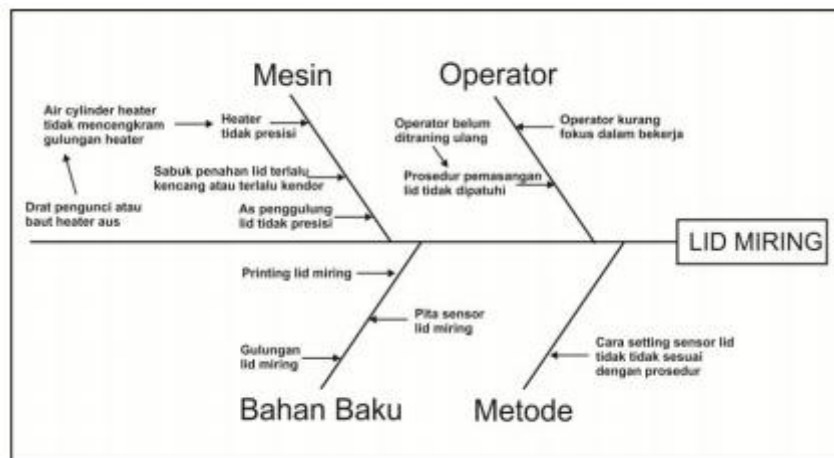 Mesin
Operator
Air cylinder heater
tidak mencengkram
gulungan heater
Heater
tidak presisi
Operator belum
ditraning ulang
Operator kurang
fokus dalam bekerja
Sabuk penahan lid terlalu
kencang atau terlalu kendor
Prosedur pemasangan
lid tidak dipatuhi
Drat pengunci atau
baut heater aus
As penggulung
lid tidak presisi
LID MIRING
Printing lid miring
Pita sensor
lid miring
Gulungan
lid miring
Cara setting sensor lid
tidak tidak sesuai
dengan prosedur
Bahan Baku
Metode